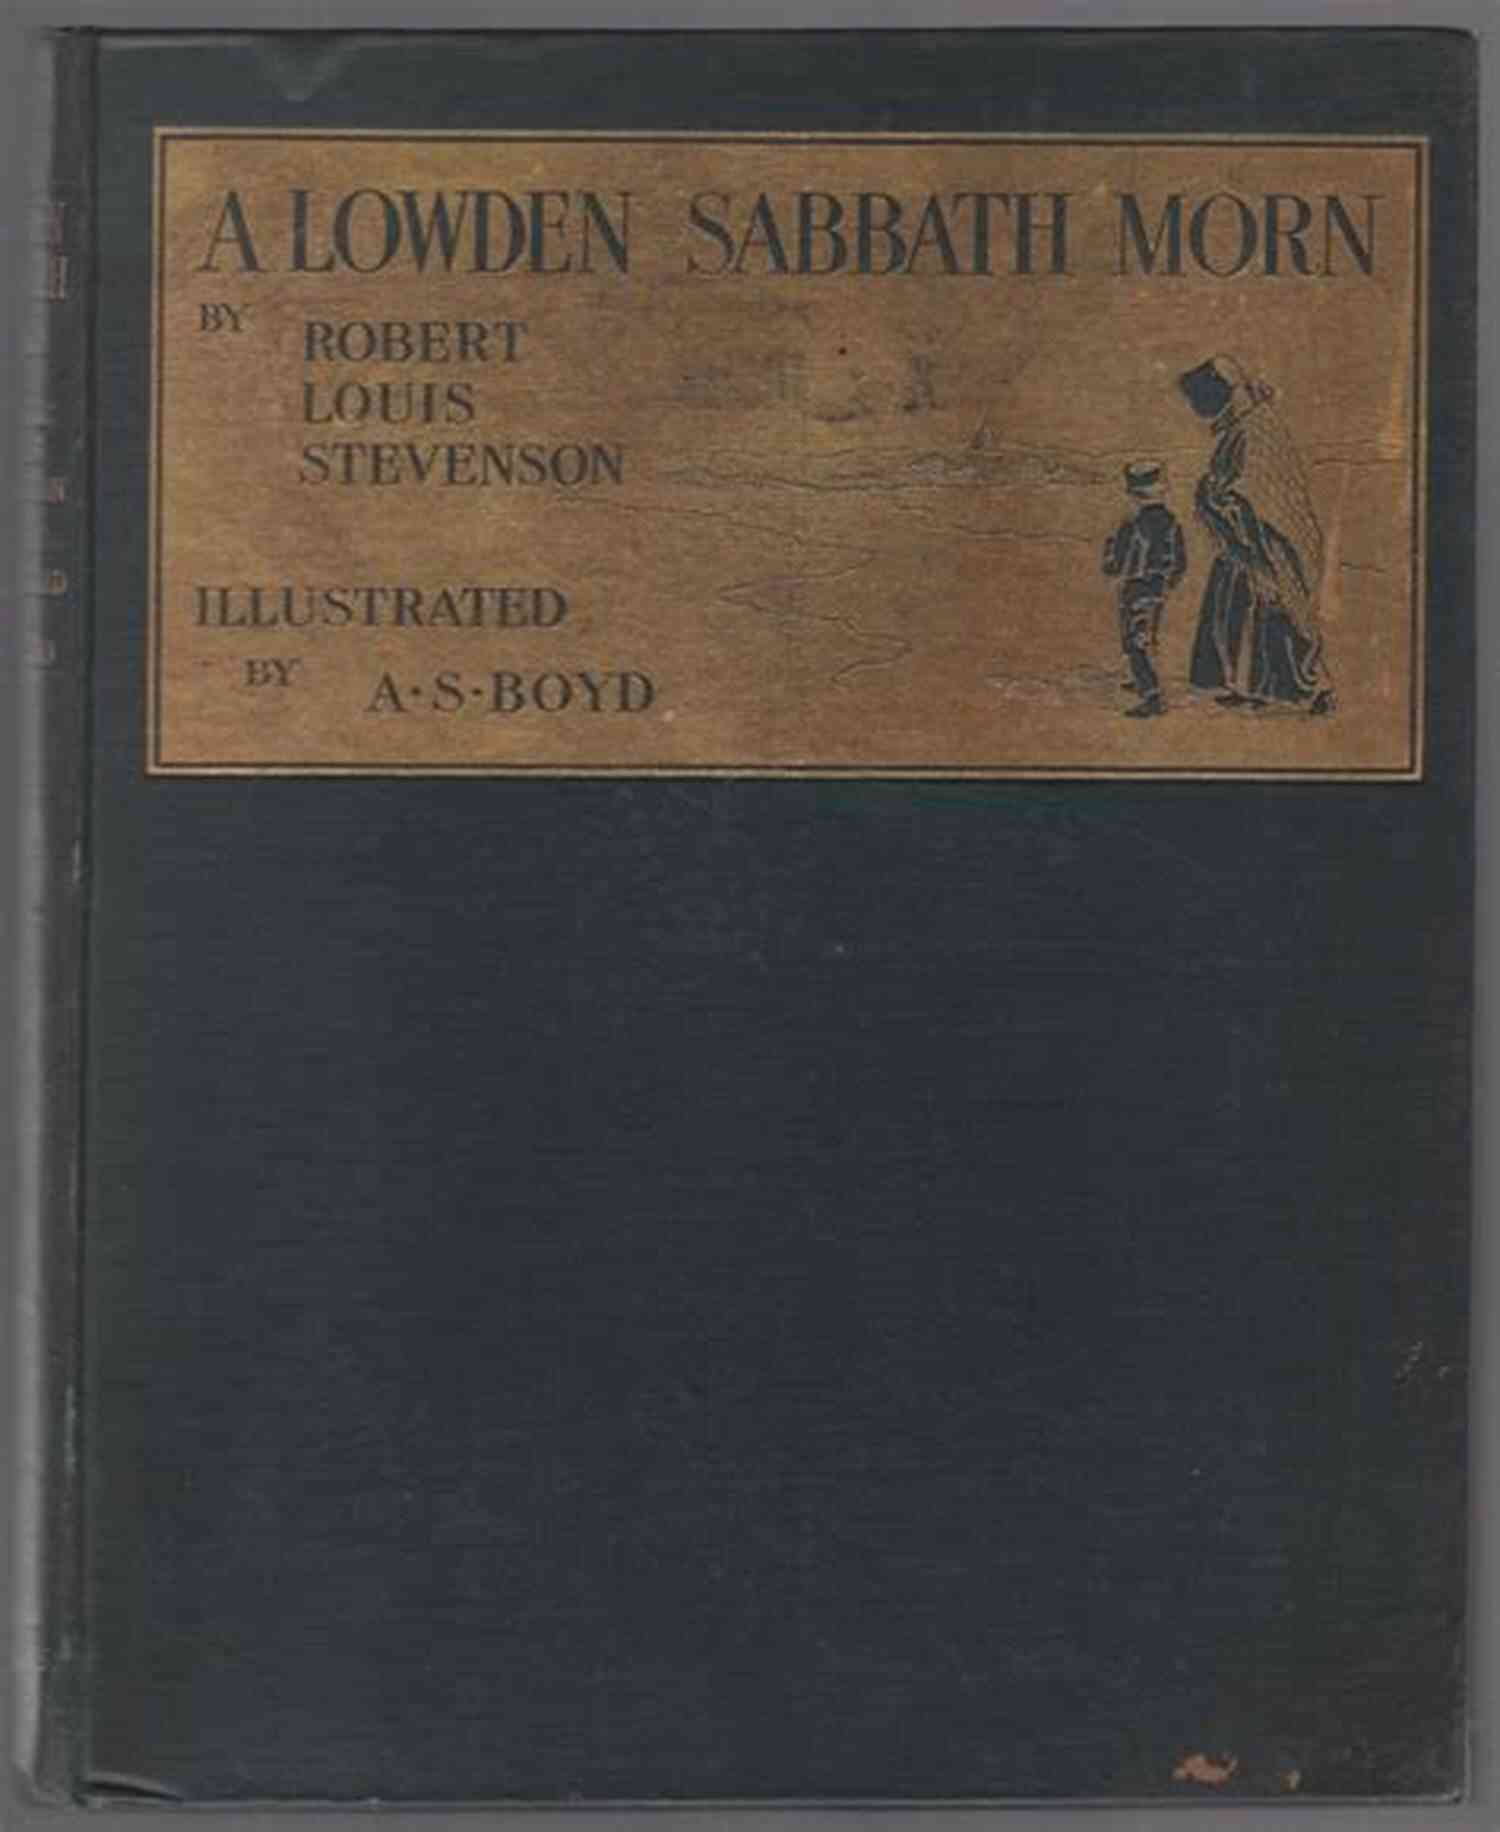 A LOWDEN SABBATH MORN
BY
ROBERT
LOUIS
STEVENSON
ILLUSTRATED
BY A·S·BOYD